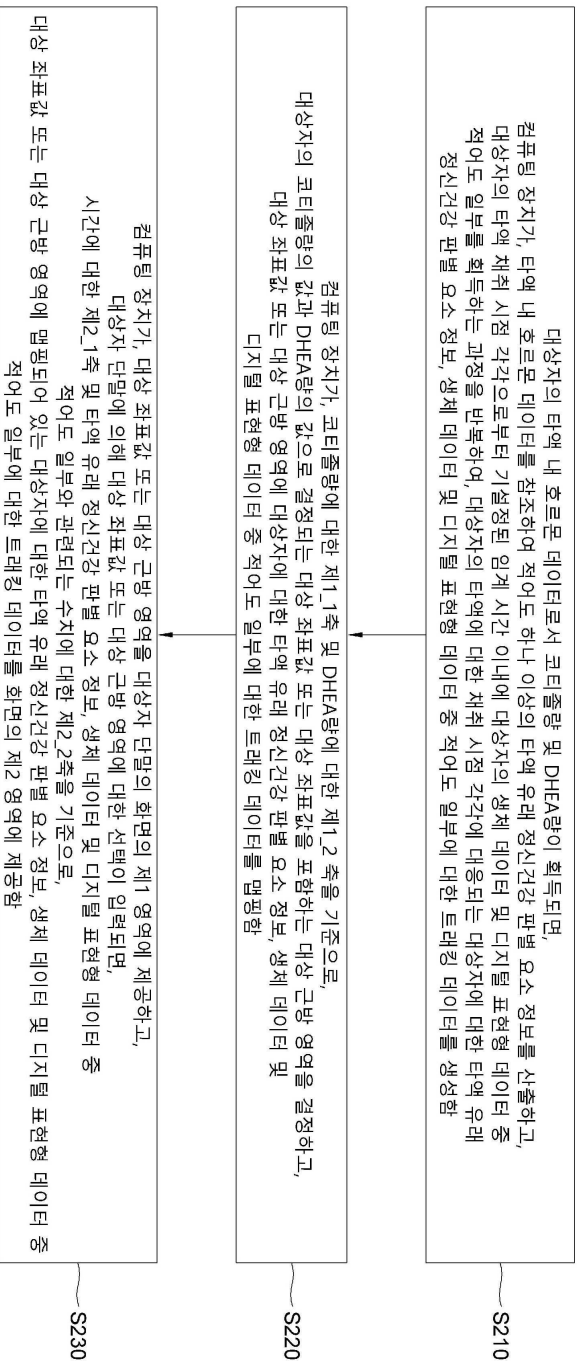 대상자의 타액 내 호르몬 데이터로서 코티졸량 및 DHEA량이 획득되면,
컴퓨팅 장치가, 타액 내 호르몬 데이터를 참조하여 적어도 하나 이상의 타액 유래 정신건강 판별 요소 정보를 산출하고,
대상자의 타액 채취 시점 각각으로부터 기설정된 임계 시간 이내에 대상자의 생체 데이터 및 디지털 표현형 데이터 중
적어도 일부를 획득하는 과정을 반복하여, 대상자의 타액에 대한 채취 시점 각각에 대응되는 대상자에 대한 타액 유래
정신건강 판별 요소 정보, 생체 데이터 및 디지털 표현형 데이터 중 적어도 일부에 대한 트래킹 데이터를 생성함
S210
컴퓨팅 장치가, 코티졸량에 대한 제1_1축 및 DHEA량에 대한 제1_2 축을 기준으로,
대상자의 코티졸량의 값과 DHEA량의 값으로 결정되는 대상 좌표값 또는 대상 좌표값을 포함하는 대상 근방 영역을 결정하고,
대상 좌표값 또는 대상 근방 영역에 대상자에 대한 타액 유래 정신건강 판별 요소 정보, 생체 데이터 및
디지털 표현형 데이터 중 적어도 일부에 대한 트래킹 데이터를 맵핑함
S220
컴퓨팅 장치가, 대상 좌표값 또는 대상 근방 영역을 대상자 단말의 화면의 제1 영역에 제공하고,
대상자 단말에 의해 대상 좌표값 또는 대상 근방 영역에 대한 선택이 입력되면,
시간에 대한 제2_1축 및 타액 유래 정신건강 판별 요소 정보, 생체 데이터 및 디지털 표현형 데이터 중
적어도 일부와 관련되는 수치에 대한 제2_2축을 기준으로,
대상 좌표값 또는 대상 근방 영역에 맵핑되어 있는 대상자에 대한 타액 유래 정신건강 판별 요소 정보, 생체 데이터 및 디지털 표현형 데이터 중
적어도 일부에 대한 트래킹 데이터를 화면의 제2 영역에 제공함
S230